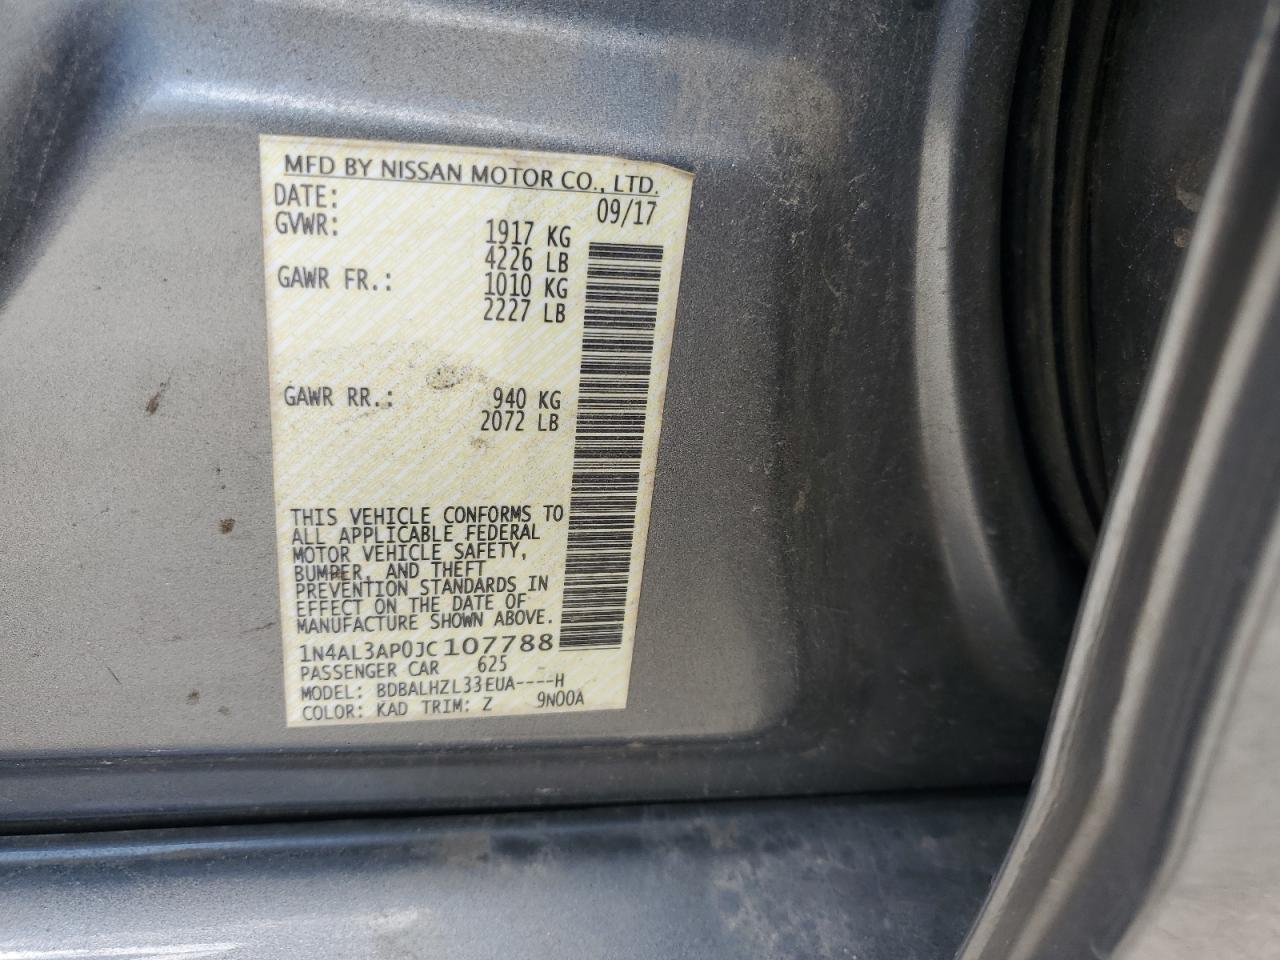 MFD BY NISSAN MOTOR CO., LTD.
DATE: 09/17
GVWR: 1917 KG
4226 LB
GAWR FR.: 1010 KG
2227 LB
GAWR RR.: 940 KG
2072 LB
THIS VEHICLE CONFORMS TO
ALL APPLICABLE FEDERAL
MOTOR VEHICLE SAFETY,
BUMPER, AND THEFT
PREVENTION STANDARDS IN
EFFECT ON THE DATE OF
MANUFACTURE SHOWN ABOVE.
1N4AL3AP0JC107788
PASSENGER CAR 625 -
MODEL: BDBALHZL33EUA----H
COLOR: KAD TRIM: Z 9N00A